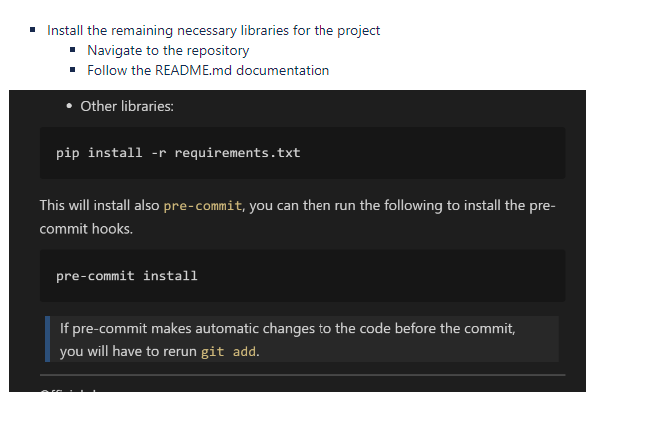 Install the remaining necessary libraries for the project
Navigate to the repository
Follow the README.md documentation
Other libraries:
pip install -r requirements.txt
This will install also pre-commit, you can then run the following to install the pre-
commit hooks.
pre-commit install
If pre-commit makes automatic changes to the code before the commit,
you will have to rerun git add.